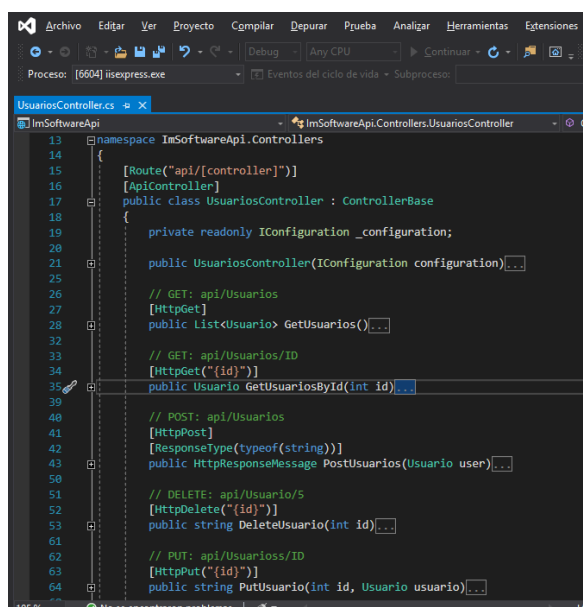 Archivo Editar Ver Proyecto Compilar Depurar Prueba Analizar Herramientas Extensiones
Debug Any CPU Continuar
Proceso: [6604] iisexpress.exe Eventos del ciclo de vida Subproceso:
UsuariosController.cs
ImSoftwareApi ImSoftwareApi.Controllers.UsuariosController
13 namespace ImSoftwareApi.Controllers
14 {
15 [Route("api/[controller]")]
16 [ApiController]
17 public class UsuariosController : ControllerBase
18 {
19 private readonly IConfiguration _configuration;
20
21 public UsuariosController(IConfiguration configuration)...
25
26 // GET: api/Usuarios
27 [HttpGet]
28 public List<Usuario> GetUsuarios()...
32
33 // GET: api/Usuarios/ID
34 [HttpGet("{id}")]
35 public Usuario GetUsuariosById(int id)...
39
40 // POST: api/Usuarios
41 [HttpPost]
42 [ResponseType(typeof(string))]
43 public HttpResponseMessage PostUsuarios(Usuario user)...
50
51 // DELETE: api/Usuario/5
52 [HttpDelete("{id}")]
53 public string DeleteUsuario(int id)...
61
62 // PUT: api/Usuarioss/ID
63 [HttpPut("{id}")]
64 public string PutUsuario(int id, Usuario usuario)...